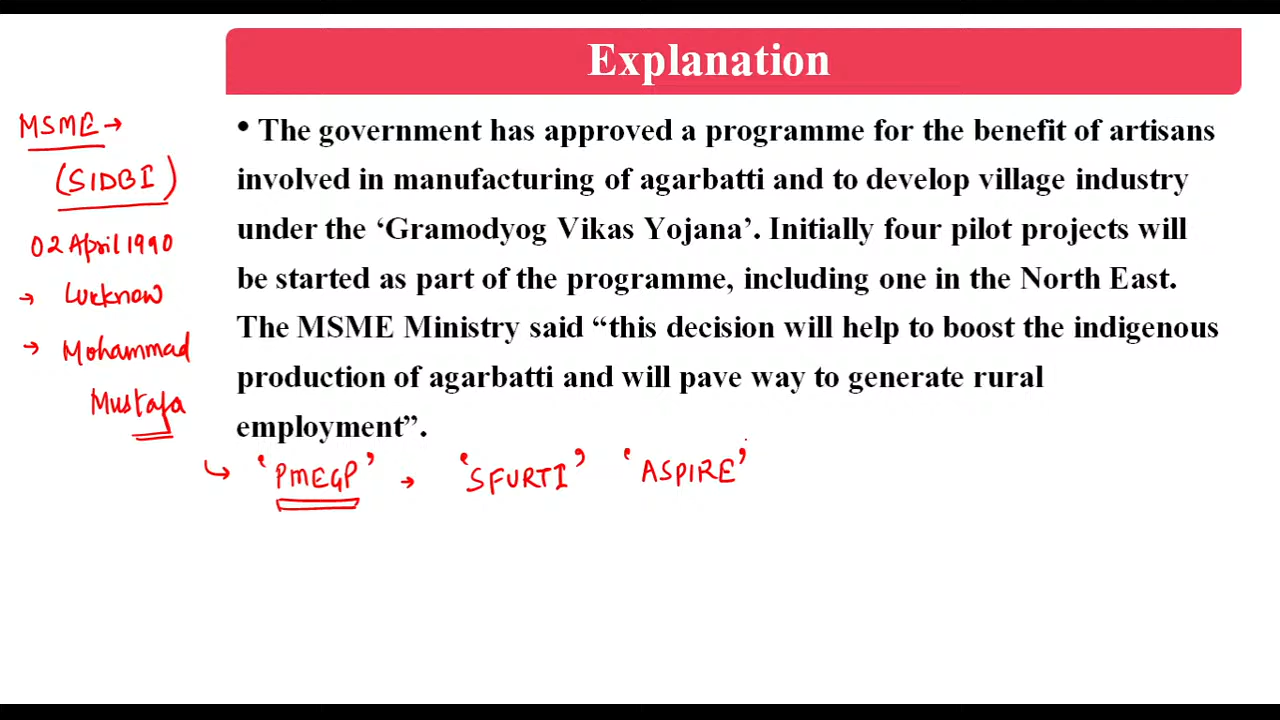 Explanation
• The government has approved a programme for the benefit of artisans
involved in manufacturing of agarbatti and to develop village industry
under the ‘Gramodyog Vikas Yojana’. Initially four pilot projects will
be started as part of the programme, including one in the North East.
The MSME Ministry said “this decision will help to boost the indigenous
production of agarbatti and will pave way to generate rural
employment”.
MSME →
(SIDBI)
02 April 1990
→ Lucknow
→ Mohammad
Mustafa
↳ ‘PMEGP’ → ‘SFURTI’ ‘ASPIRE’